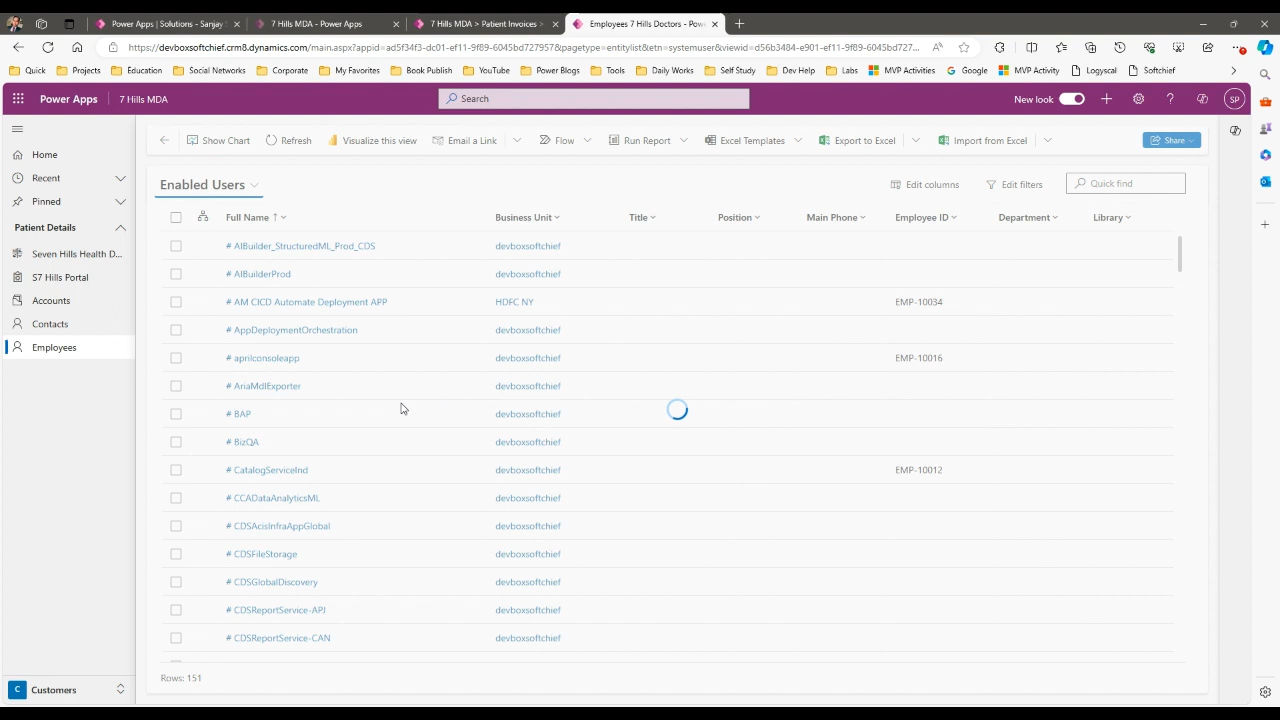 Power Apps | Solutions - Sanjay S
7 Hills MDA - Power Apps
7 Hills MDA > Patient Invoices >
Employees 7 Hills Doctors - Pow
https://devboxsoftchief.crm8.dynamics.com/main.aspx?appid=ad5f34f3-dc01-ef11-9f89-6045bd727957&pagetype=entitylist&etn=systemuser&viewid=d56b3484-e901-ef11-9f89-6045bd727...
Quick
Projects
Education
Social Networks
Corporate
My Favorites
Book Publish
YouTube
Power Blogs
Tools
Daily Works
Self Study
Dev Help
Labs
MVP Activities
Google
MVP Activity
Logyscal
Softchief
Power Apps
7 Hills MDA
Search
New look
SP
Home
Recent
Pinned
Patient Details
Seven Hills Health D...
S7 Hills Portal
Accounts
Contacts
Employees
C Customers
Show Chart
Refresh
Visualize this view
Email a Link
Flow
Run Report
Excel Templates
Export to Excel
Import from Excel
Share
Enabled Users
Edit columns
Edit filters
Quick find
Full Name ↑ Business Unit Title Position Main Phone Employee ID Department Library
# AIBuilder_StructuredML_Prod_CDS devboxsoftchief
# AIBuilderProd devboxsoftchief
# AM CICD Automate Deployment APP HDFC NY EMP-10034
# AppDeploymentOrchestration devboxsoftchief
# aprilconsoleapp devboxsoftchief EMP-10016
# AriaMdlExporter devboxsoftchief
# BAP devboxsoftchief
# BizQA devboxsoftchief
# CatalogServiceInd devboxsoftchief EMP-10012
# CCADataAnalyticsML devboxsoftchief
# CDSAcisInfraAppGlobal devboxsoftchief
# CDSFileStorage devboxsoftchief
# CDSGlobalDiscovery devboxsoftchief
# CDSReportService-APJ devboxsoftchief
# CDSReportService-CAN devboxsoftchief
Rows: 151